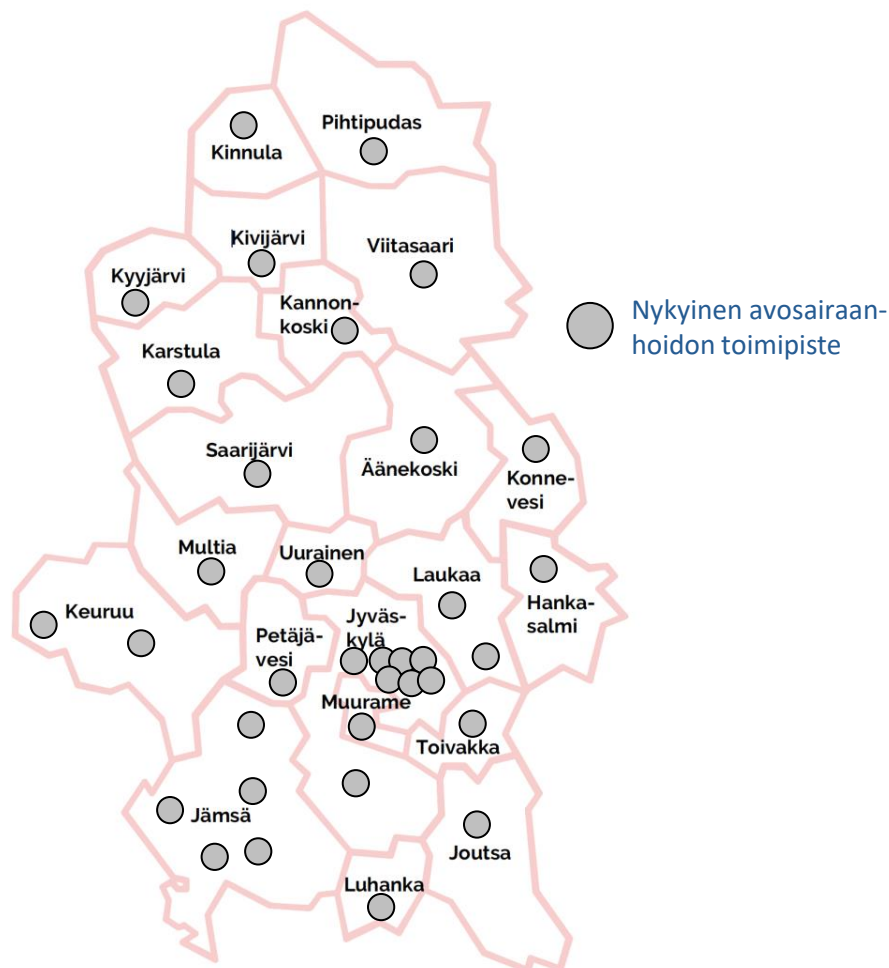 Pihtipudas
Kinnula
Kivijärvi
Viitasaari
Kyyjärvi
Kannon-
koski
Nykyinen avosairaan-
hoidon toimipiste
Karstula
Saarijärvi
Äänekoski
Konne-
vesi
Multia
Uurainen
Laukaa
Hanka-
salmi
Keuruu
Jyväs-
kylä
Petäjä-
vesi
Muurame
Toivakka
Jämsä
Joutsa
Luhanka